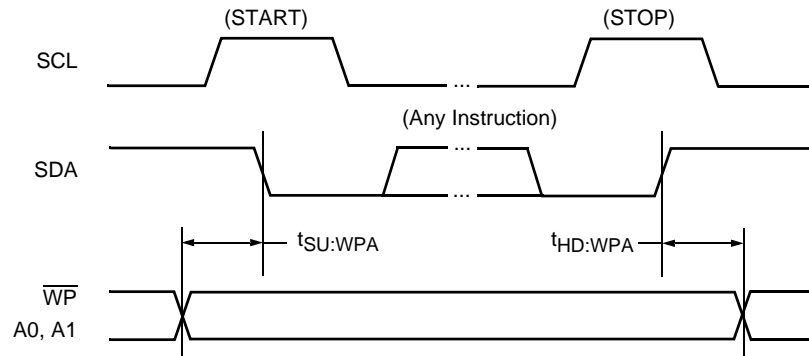 (START) (STOP)
SCL
... 
(Any Instruction)
...
SDA
...
tSU:WPA tHD:WPA
WP
A0, A1